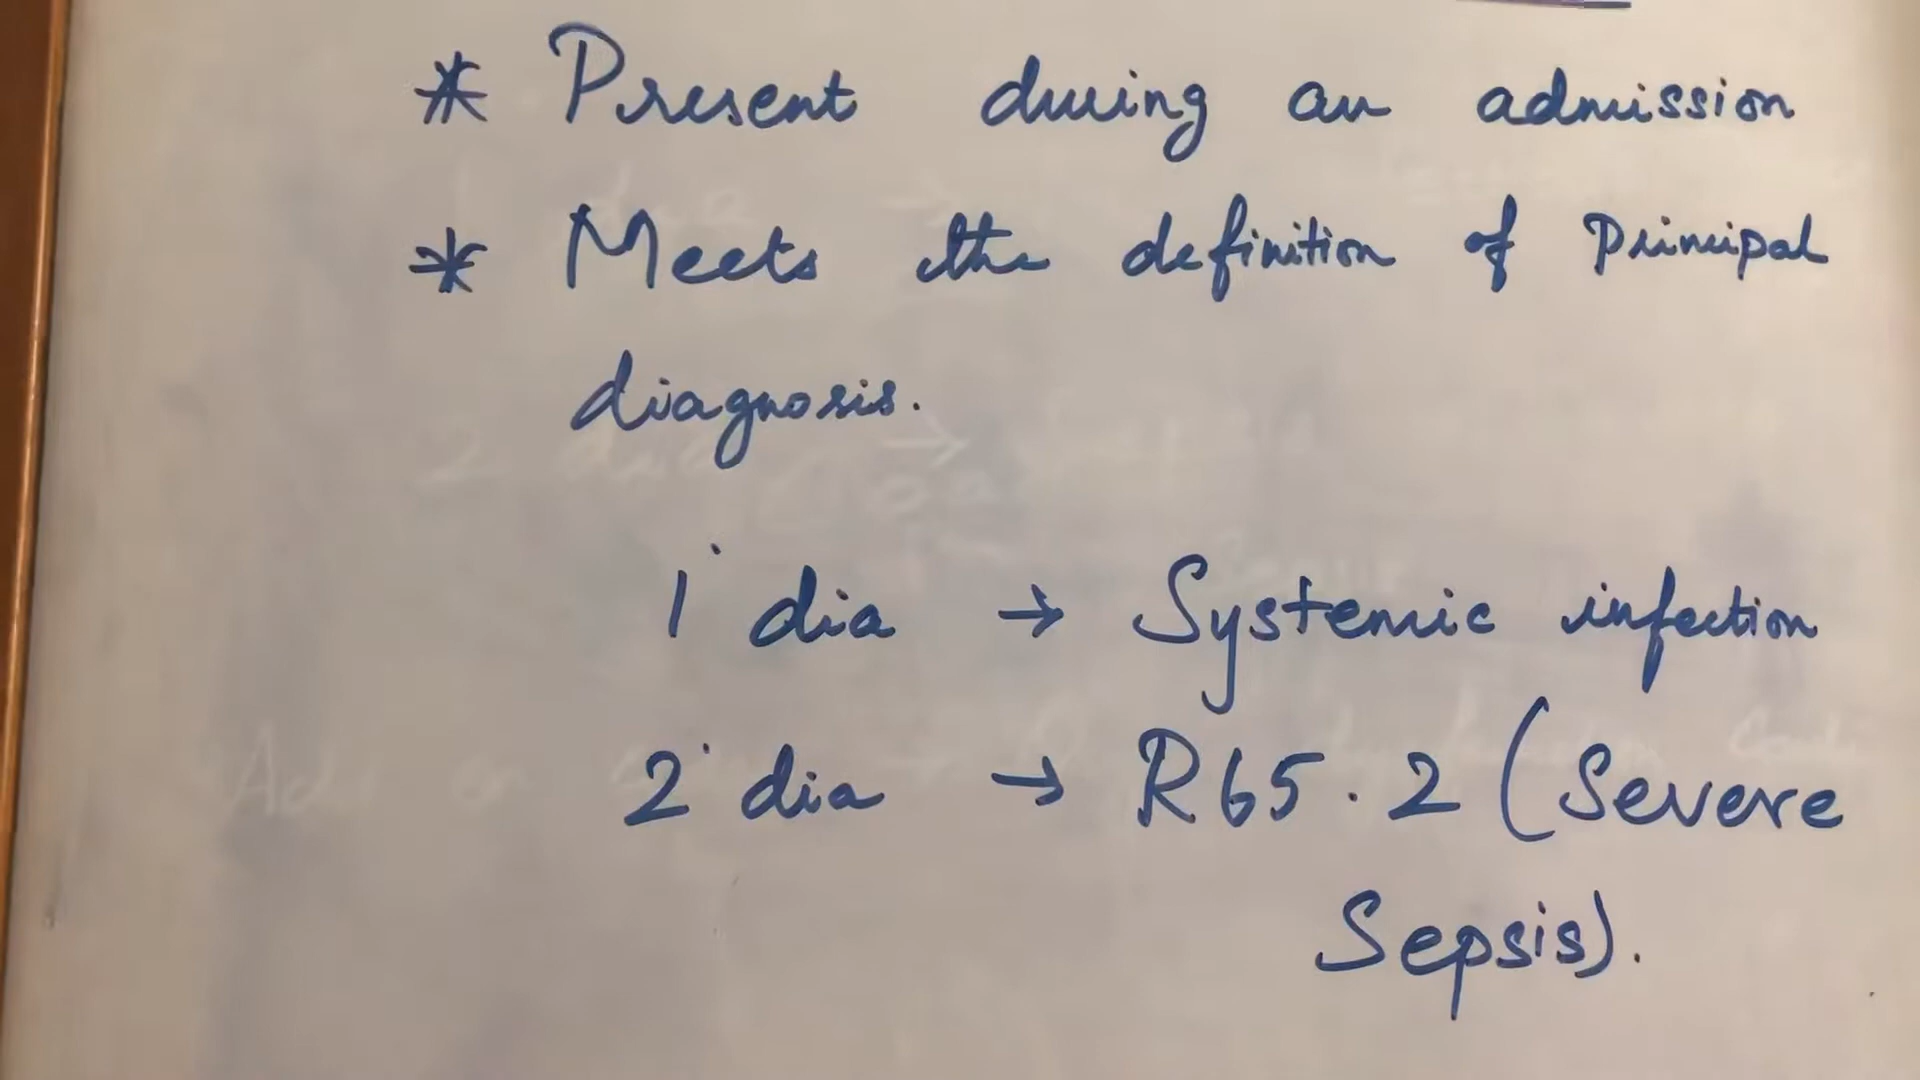 * Present during an admission
* Meets the definition of Principal
diagnosis.
1° dia → Systemic infection
2° dia → R65.2 (Severe
Sepsis).